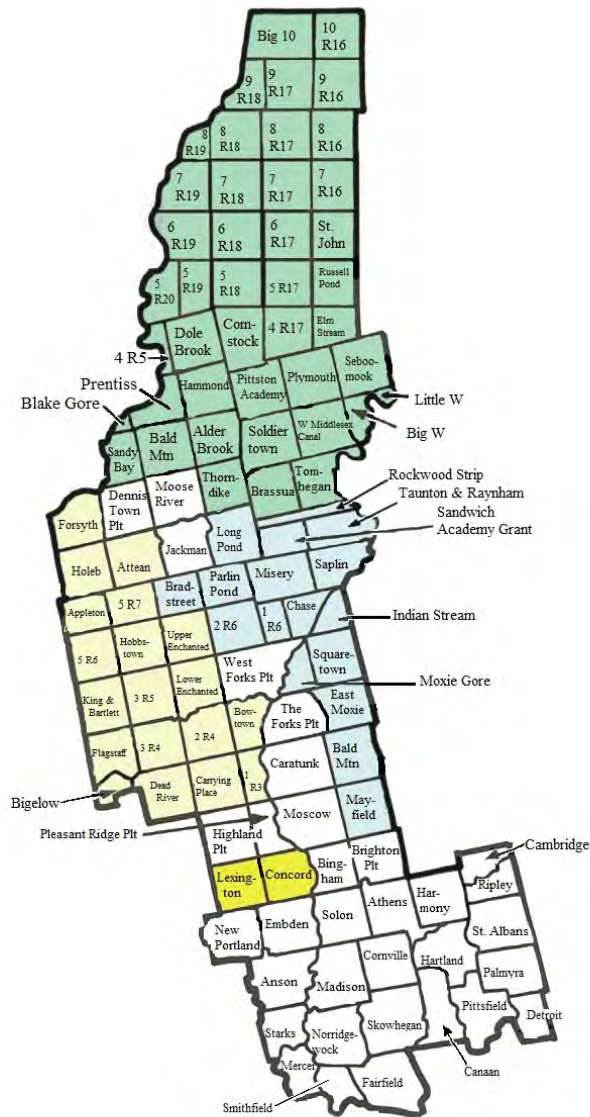 Big 10
10
R16
9
R18
9
R17
9
R16
8
R19
8
R18
8
R17
8
R16
7
R19
7
R18
7
R17
7
R16
6
R19
6
R18
6
R17
St.
John
5
R20
5
R19
5
R18
5 R17
Russell
Pond
4 R5
Dole
Brook
Com-
stock
4 R17
Elm
Stream
Prentiss
Hammond
Pittston
Academy
Plymouth
Seboo-
mook
Little W
Blake Gore
Big W
Sandy
Bay
Bald
Mtn
Alder
Brook
Soldier
town
W Middlesex
Canal
Dennis
Town
Plt
Moose
River
Thorn-
dike
Brassua
Tom-
hegan
Rockwood Strip
Taunton & Raynham
Sandwich
Academy Grant
Forsyth
Jackman
Long
Pond
Holeb
Attean
Brad-
street
Parlin
Pond
Misery
Saplin
Appleton
5 R7
2 R6
1
R6
Chase
Indian Stream
5 R6
Hobbs-
town
Upper
Enchanted
West
Forks Plt
Square-
town
Moxie Gore
King &
Bartlett
3 R5
Lower
Enchanted
East
Moxie
Bow-
town
The
Forks Plt
Flagstaff
3 R4
2 R4
Bald
Mtn
Caratunk
Bigelow
Dead
River
Carrying
Place
1
R3
May-
field
Pleasant Ridge Plt
Moscow
Highland
Plt
Brighton
Plt
Cambridge
Lexing-
ton
Concord
Bing-
ham
Ripley
Athens
Har-
mony
New
Portland
Embden
Solon
St. Albans
Cornville
Hartland
Anson
Madison
Palmyra
Pittsfield
Detroit
Starks
Norridge-
wock
Skowhegan
Canaan
Mercer
Smithfield
Fairfield